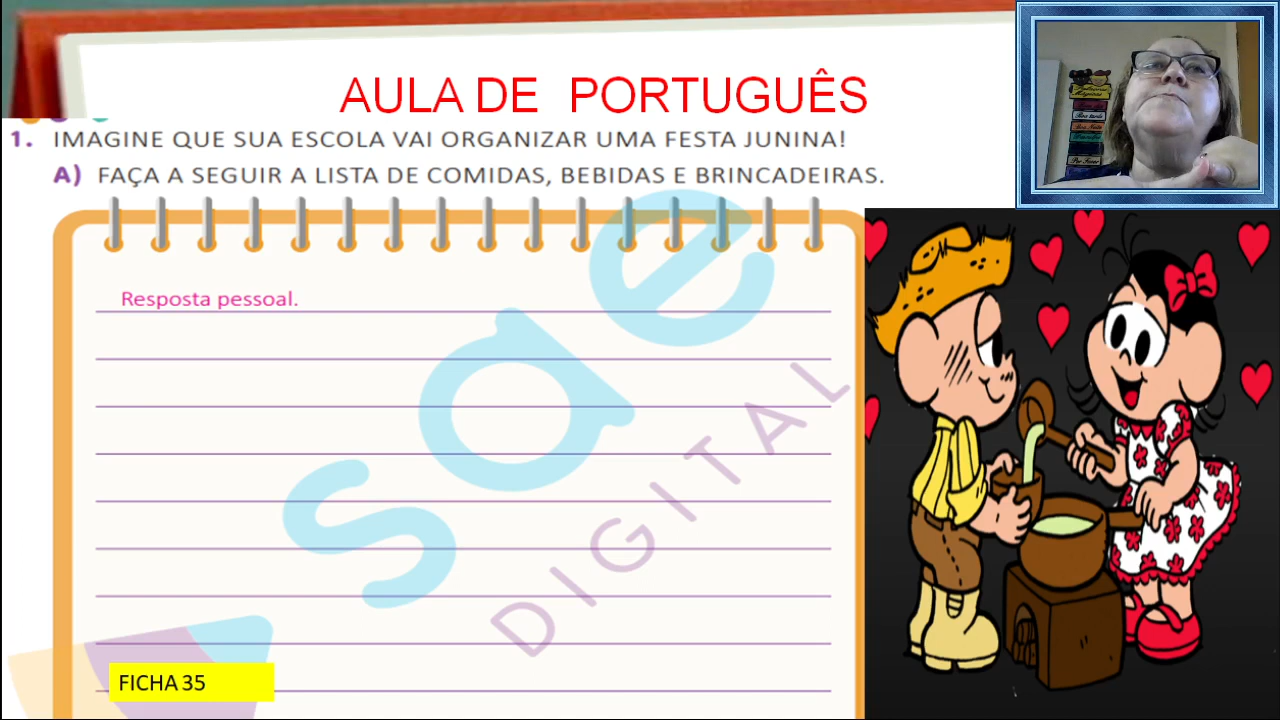 AULA DE PORTUGUÊS
1. IMAGINE QUE SUA ESCOLA VAI ORGANIZAR UMA FESTA JUNINA!
A) FAÇA A SEGUIR A LISTA DE COMIDAS, BEBIDAS E BRINCADEIRAS.
Resposta pessoal.
sae
DIGITAL
FICHA 35